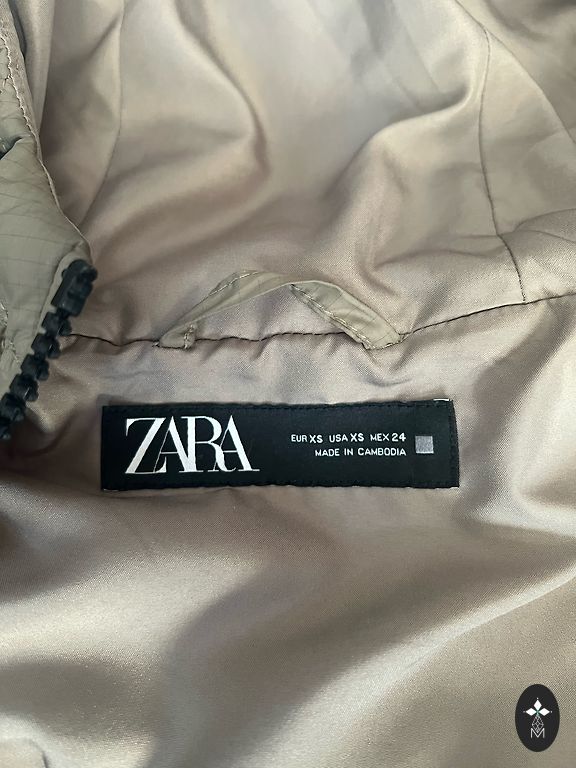 ZARA
EUR XS USA XS MEX 24
MADE IN CAMBODIA
M